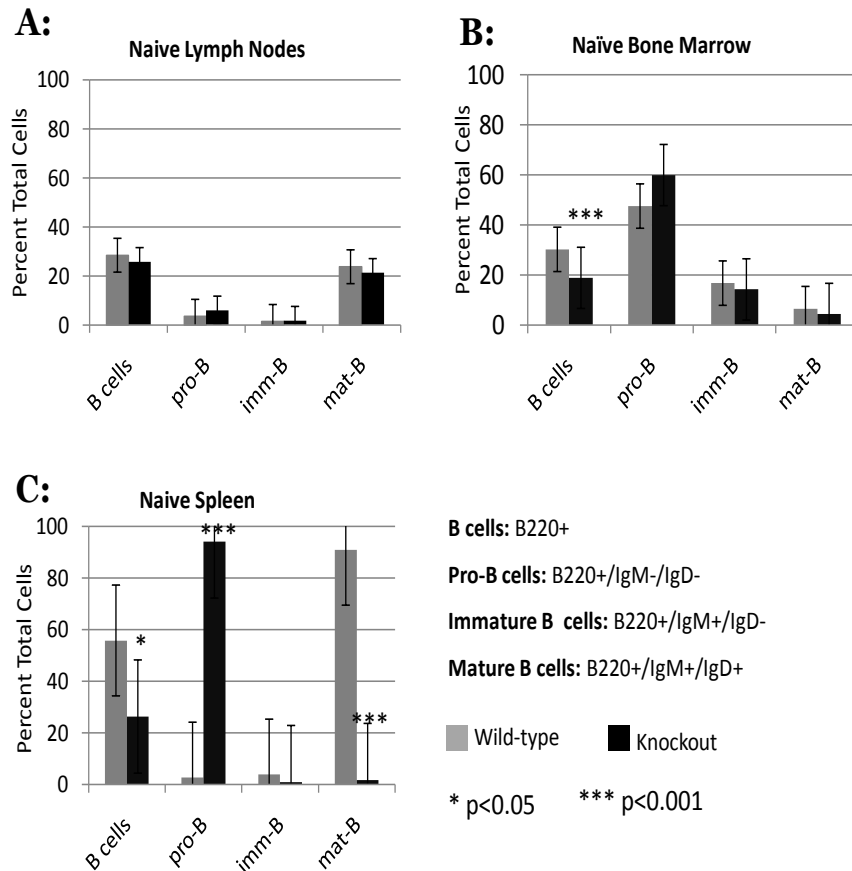 A:
Naive Lymph Nodes
Percent Total Cells
100
80
60
40
20
0
B cells
pro-B
imm-B
mat-B
B:
Naïve Bone Marrow
Percent Total Cells
100
80
60
40
20
0
***
B cells
pro-B
imm-B
mat-B
C:
Naive Spleen
Percent Total Cells
100
80
60
40
20
0
*
***
***
B cells
pro-B
imm-B
mat-B
B cells: B220+
Pro-B cells: B220+/IgM-/IgD-
Immature B cells: B220+/IgM+/IgD-
Mature B cells: B220+/IgM+/IgD+
Wild-type
Knockout
* p<0.05
*** p<0.001